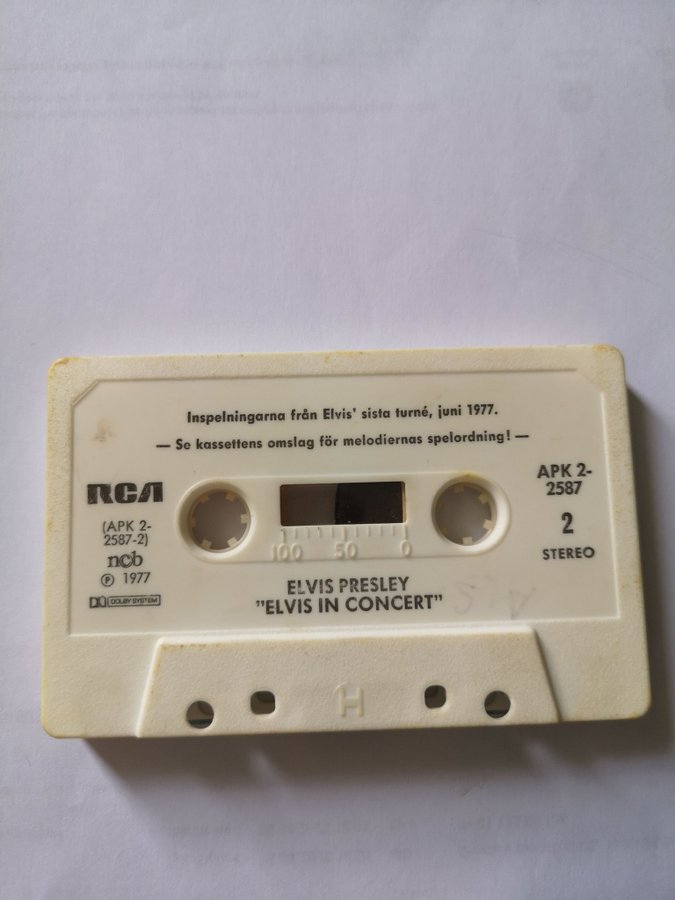 Inspelningarna från Elvis' sista turné, juni 1977.
— Se kassettens omslag för melodiernas spelordning! —
RCA
(APK 2-
2587-2)
ncb
℗ 1977
DOLBY SYSTEM
APK 2-
2587
2
STEREO
100 50 0
ELVIS PRESLEY
"ELVIS IN CONCERT"
H